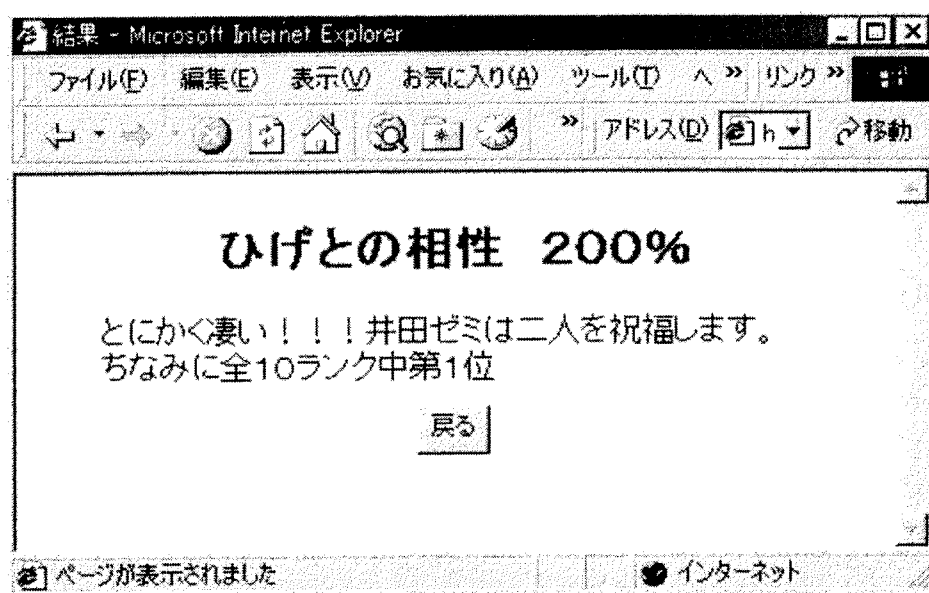 結果 - Microsoft Internet Explorer
ファイル(F) 編集(E) 表示(V) お気に入り(A) ツール(T) ヘ » リンク »
» アドレス(D) h 移動
ひげとの相性 200%
とにかく凄い！！！井田ゼミは二人を祝福します。
ちなみに全10ランク中第1位
戻る
ページが表示されました インターネット